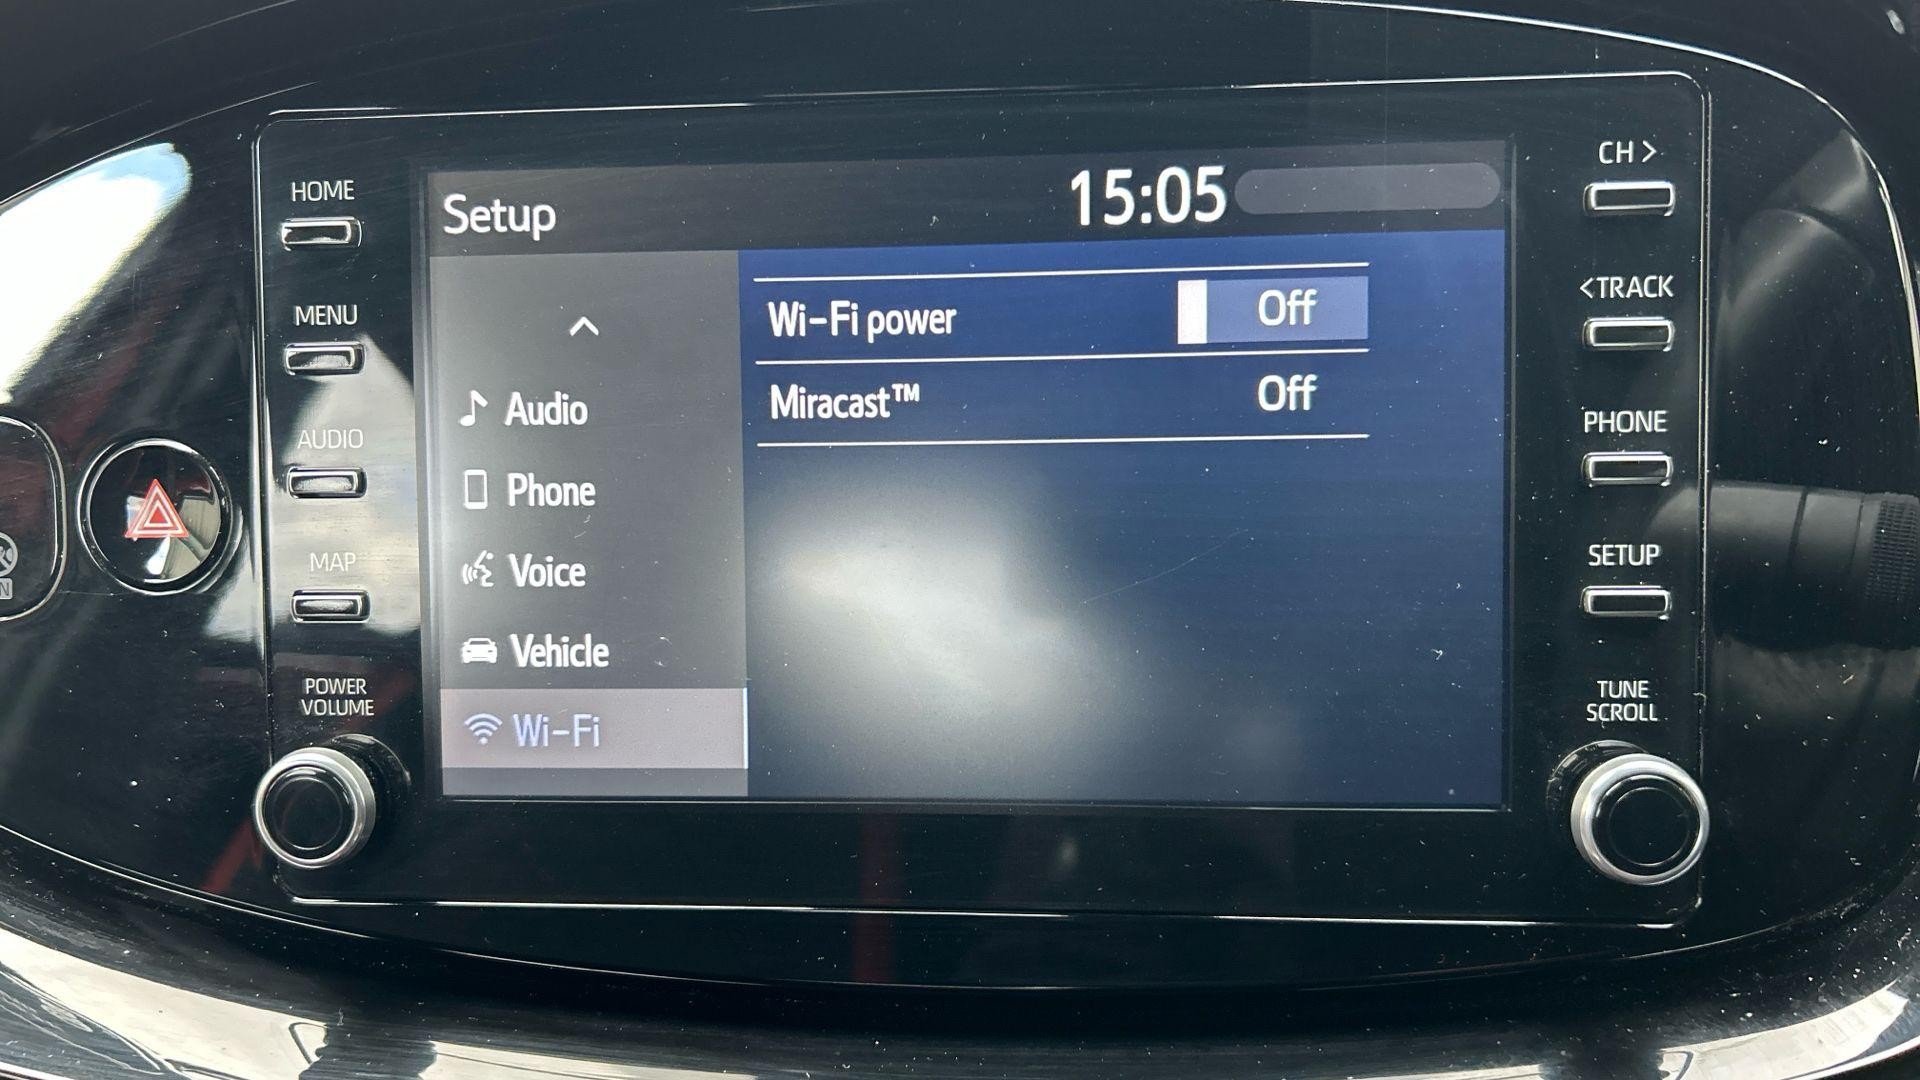 HOME
MENU
AUDIO
MAP
POWER
VOLUME
Setup
15:05
Audio
Phone
Voice
Vehicle
Wi-Fi
Wi-Fi power Off
Miracast™ Off
CH >
<TRACK
PHONE
SETUP
TUNE
SCROLL